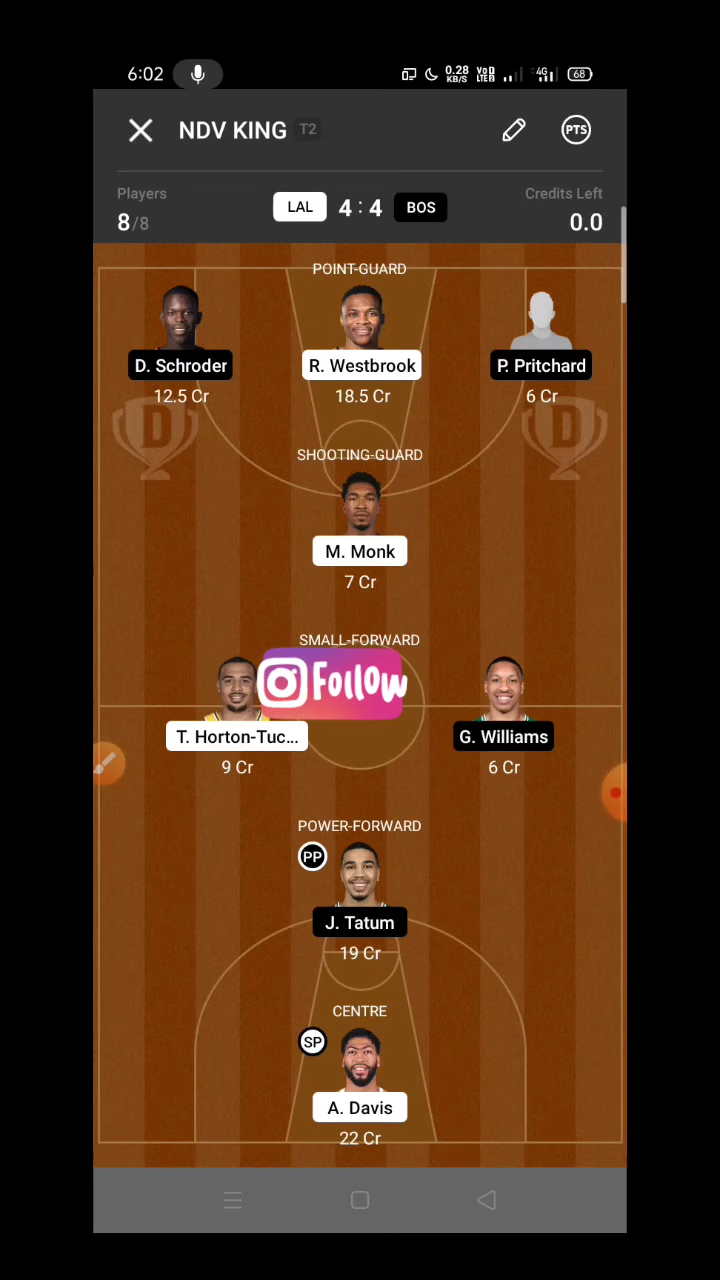 6:02
0.28 KB/S
VoD LTE2
4G
68
NDV KING T2
PTS
Players
8/8
LAL 4 : 4 BOS
Credits Left
0.0
POINT-GUARD
D. Schroder
12.5 Cr
R. Westbrook
18.5 Cr
P. Pritchard
6 Cr
D
D
SHOOTING-GUARD
M. Monk
7 Cr
SMALL-FORWARD
Follow
T. Horton-Tuc...
9 Cr
G. Williams
6 Cr
POWER-FORWARD
PP
J. Tatum
19 Cr
CENTRE
SP
A. Davis
22 Cr